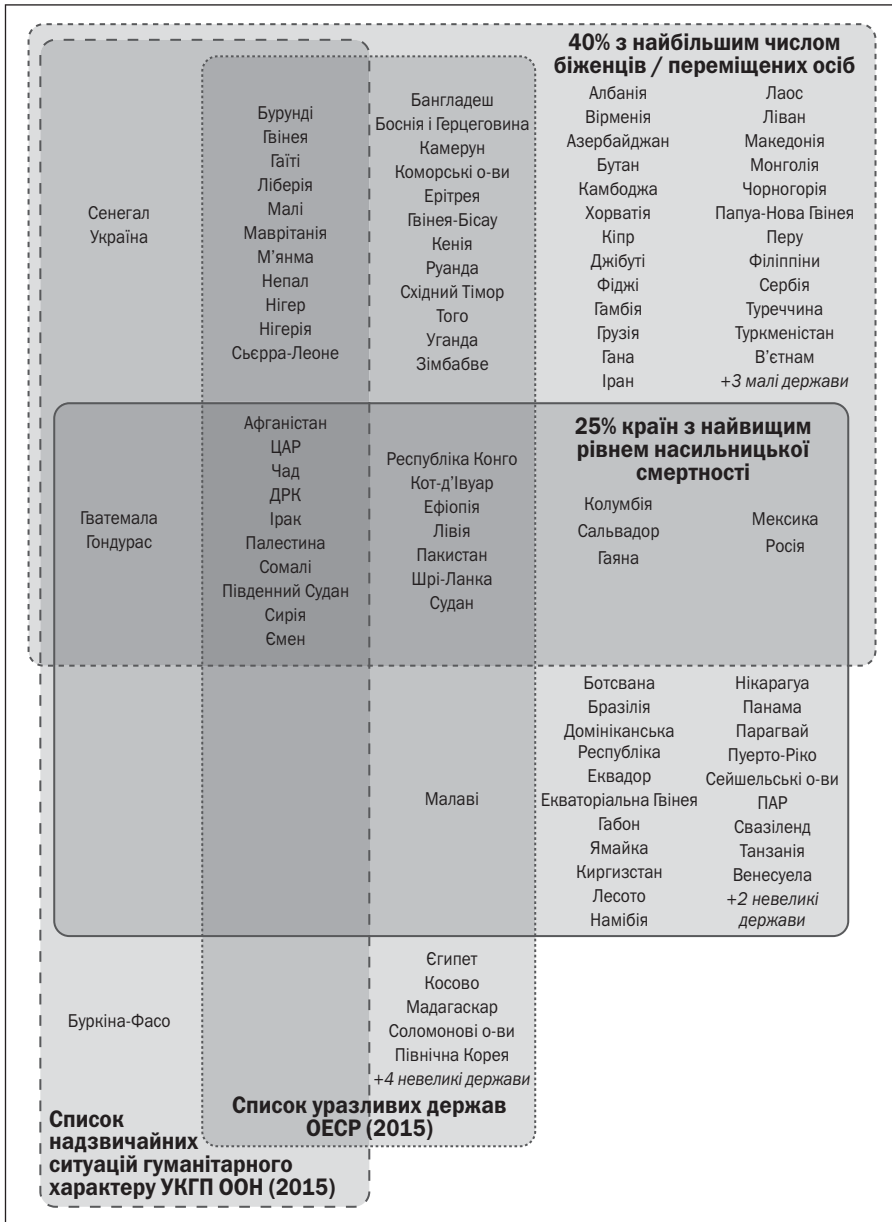 40% з найбільшим числом
біженців / переміщених осіб
Сенегал
Україна
Бурунді
Гвінея
Гаїті
Ліберія
Малі
Маврітанія
М’янма
Непал
Нігер
Нігерія
Сьєрра-Леоне
Бангладеш
Боснія і Герцеговина
Камерун
Коморські о-ви
Ерітрея
Гвінея-Бісау
Кенія
Руанда
Східний Тімор
Того
Уганда
Зімбабве
Албанія
Вірменія
Азербайджан
Бутан
Камбоджа
Хорватія
Кіпр
Джібуті
Фіджі
Гамбія
Грузія
Гана
Іран
Лаос
Ліван
Македонія
Монголія
Чорногорія
Папуа-Нова Гвінея
Перу
Філіппіни
Сербія
Туреччина
Туркменістан
В’єтнам
+3 малі держави
25% країн з найвищим
рівнем насильницької
смертності
Гватемала
Гондурас
Афганістан
ЦАР
Чад
ДРК
Ірак
Палестина
Сомалі
Південний Судан
Сирія
Ємен
Республіка Конго
Кот-д’Івуар
Ефіопія
Лівія
Пакистан
Шрі-Ланка
Судан
Колумбія
Сальвадор
Гаяна
Мексика
Росія
Малаві
Ботсвана
Бразілія
Домініканська
Республіка
Еквадор
Екваторіальна Гвінея
Габон
Ямайка
Киргизстан
Лесото
Намібія
Нікарагуа
Панама
Парагвай
Пуерто-Ріко
Сейшельські о-ви
ПАР
Свазіленд
Танзанія
Венесуела
+2 невеликі
держави
Буркіна-Фасо
Єгипет
Косово
Мадагаскар
Соломонові о-ви
Північна Корея
+4 невеликі держави
Список уразливих держав
ОЕСР (2015)
Список
надзвичайних
ситуацій гуманітарного
характеру УКГП ООН (2015)